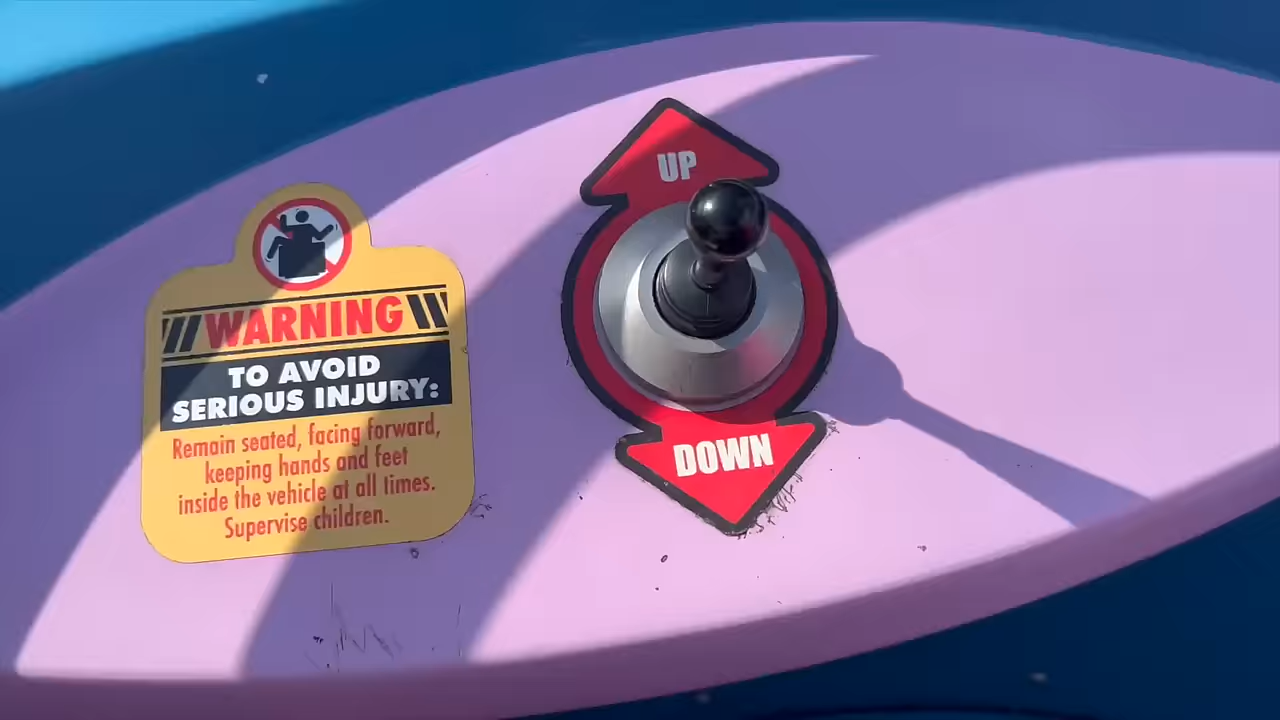 WARNING
TO AVOID
SERIOUS INJURY:
Remain seated, facing forward,
keeping hands and feet
inside the vehicle at all times.
Supervise children.
UP
DOWN